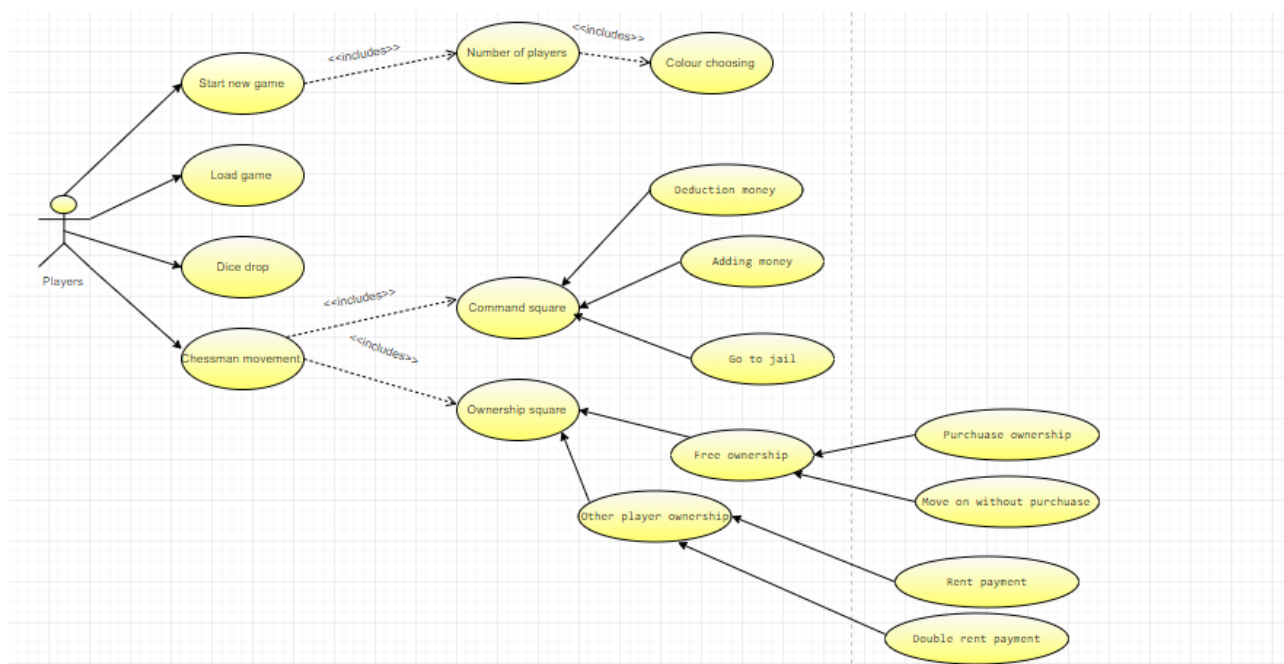 <<includes>>
Number of players
<<includes>>
Colour choosing
Start new game
Load game
Deduction money
Players
Dice drop
Adding money
<<includes>>
Command square
Chessman movement
<<includes>>
Go to jail
Ownership square
Free ownership
Purchuase ownership
Move on without purchuase
Other player ownership
Rent payment
Double rent payment